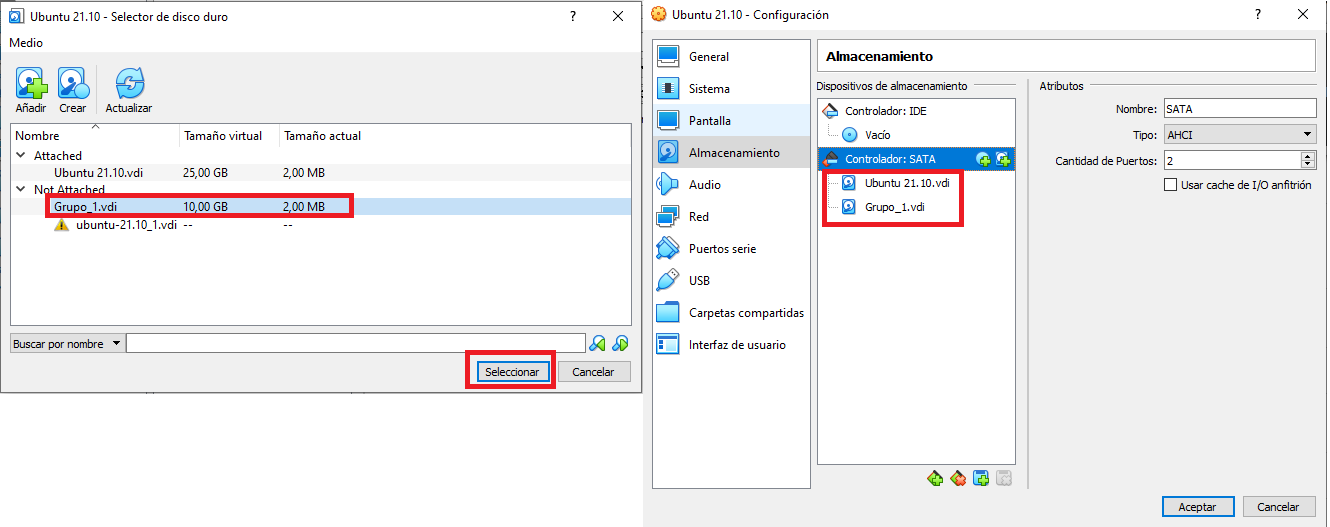 Ubuntu 21.10 - Selector de disco duro
?
Medio
Añadir Crear Actualizar
Nombre Tamaño virtual Tamaño actual
Attached
Ubuntu 21.10.vdi 25,00 GB 2,00 MB
Not Attached
Grupo_1.vdi 10,00 GB 2,00 MB
ubuntu-21.10_1.vdi -- --
Buscar por nombre
Seleccionar Cancelar
Ubuntu 21.10 - Configuración
?
General
Sistema
Pantalla
Almacenamiento
Audio
Red
Puertos serie
USB
Carpetas compartidas
Interfaz de usuario
Almacenamiento
Dispositivos de almacenamiento
Controlador: IDE
Vacío
Controlador: SATA
Ubuntu 21.10.vdi
Grupo_1.vdi
Atributos
Nombre: SATA
Tipo: AHCI
Cantidad de Puertos: 2
Usar cache de I/O anfitrión
Aceptar Cancelar